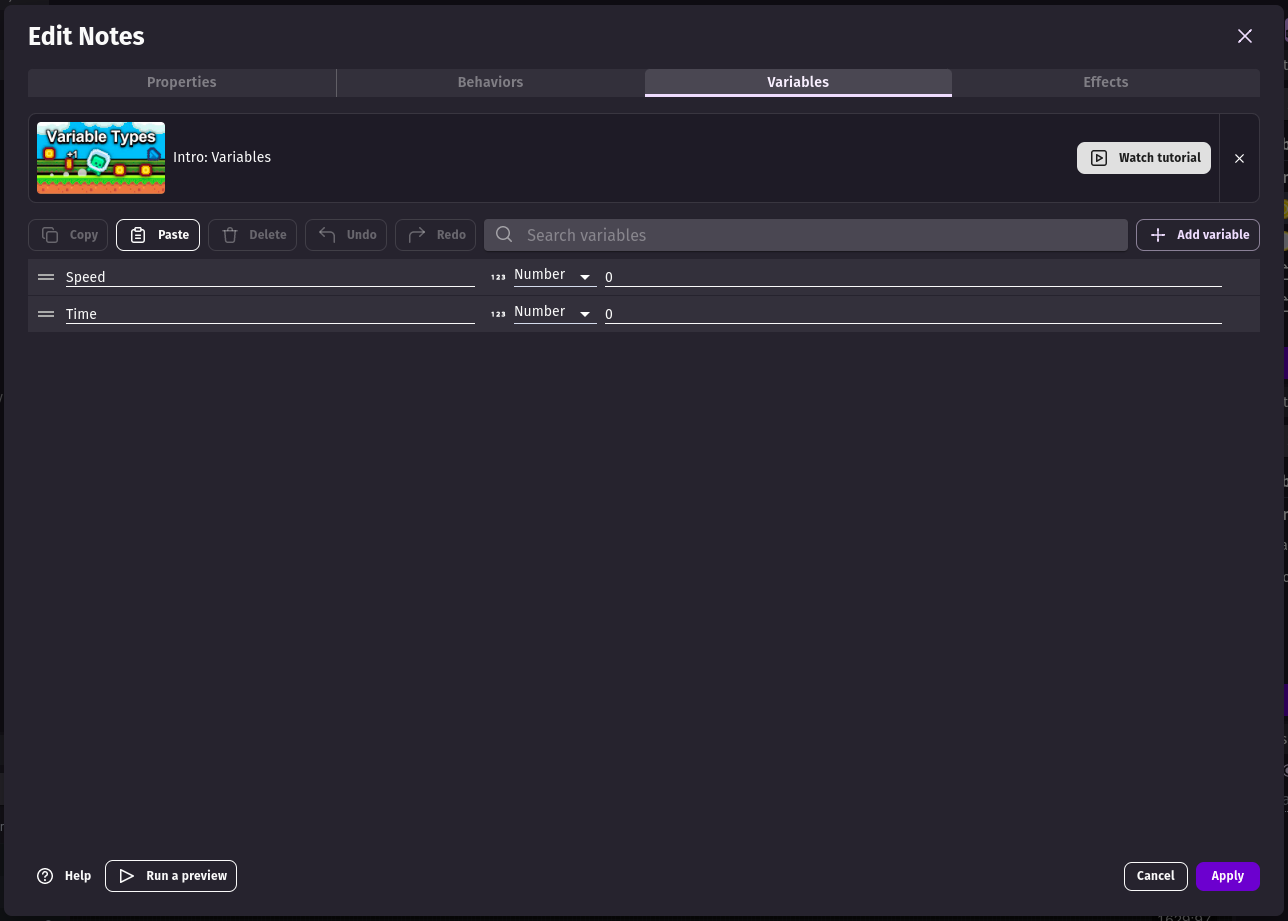 Edit Notes
Properties Behaviors Variables Effects
Variable Types
+1
Intro: Variables
Watch tutorial
Copy Paste Delete Undo Redo Search variables Add variable
Speed 123 Number 0
Time 123 Number 0
Help Run a preview Cancel Apply